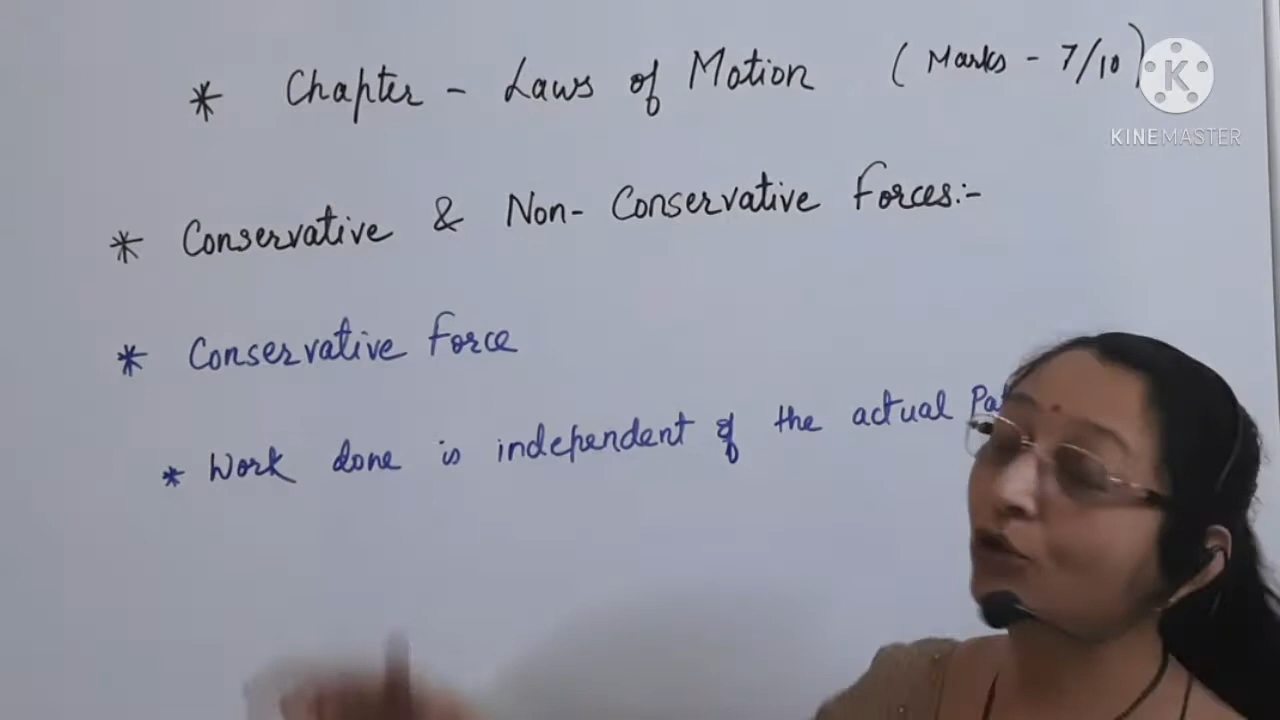 * Chapter - Laws of Motion (Marks - 7/10)
K
KINEMASTER
* Conservative & Non-Conservative Forces:-
* Conservative Force
* Work done is independent of the actual